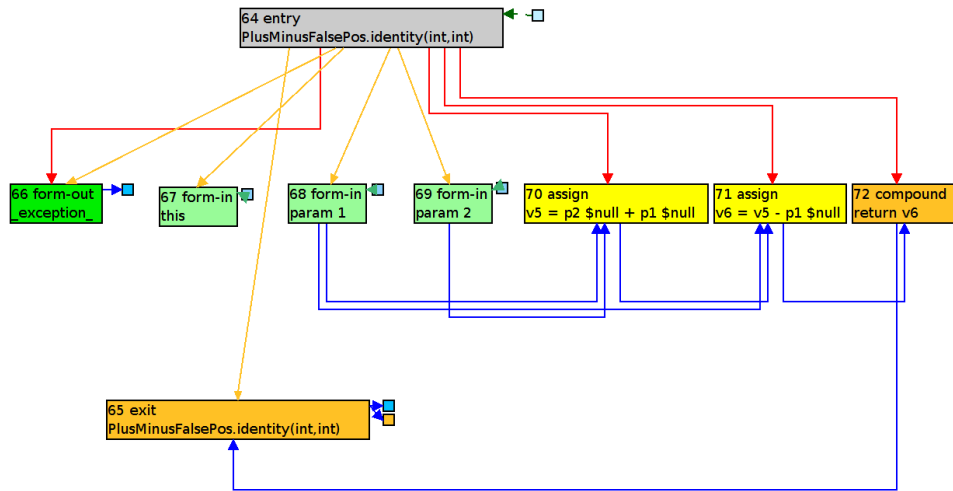 64 entry
PlusMinusFalsePos.identity(int,int)
66 form-out
_exception_
67 form-in
this
68 form-in
param 1
69 form-in
param 2
70 assign
v5 = p2 $null + p1 $null
71 assign
v6 = v5 - p1 $null
72 compound
return v6
65 exit
PlusMinusFalsePos.identity(int,int)